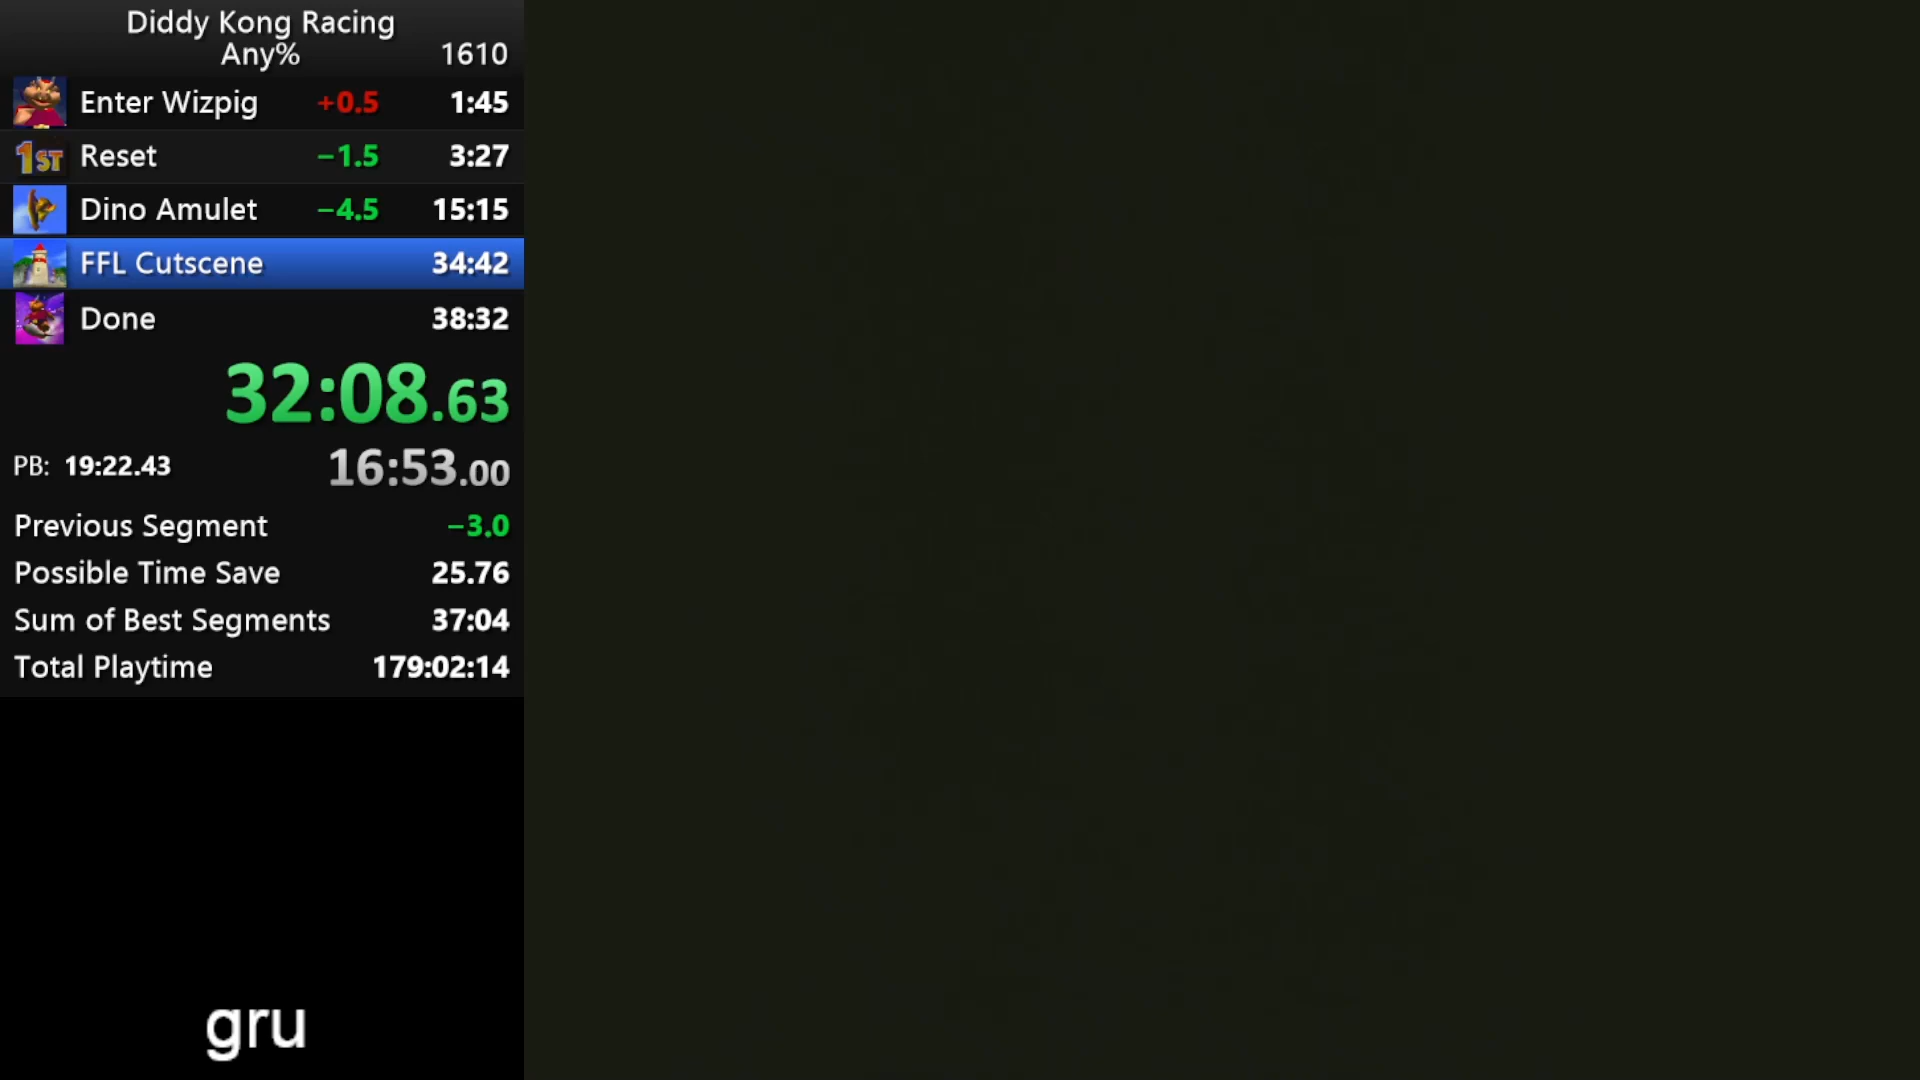 Diddy Kong Racing
Any% 1610
Enter Wizpig +0.5 1:45
1ST Reset −1.5 3:27
Dino Amulet −4.5 15:15
FFL Cutscene 34:42
Done 38:32
32:08.63
PB: 19:22.43 16:53.00
Previous Segment −3.0
Possible Time Save 25.76
Sum of Best Segments 37:04
Total Playtime 179:02:14
gru